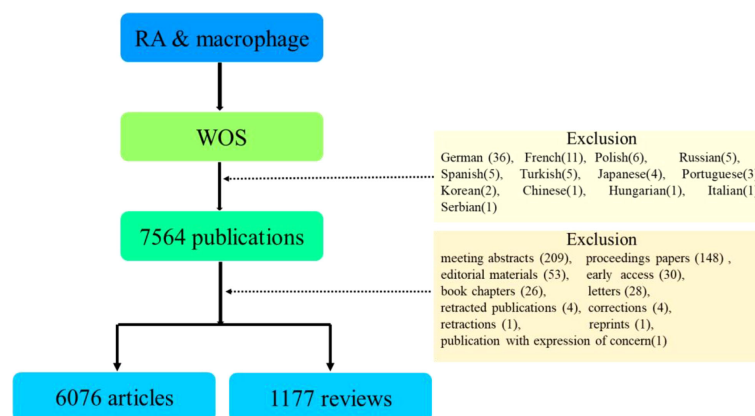 RA & macrophage
WOS
Exclusion
German (36), French(11), Polish(6), Russian(5),
Spanish(5), Turkish(5), Japanese(4), Portuguese(3
Korean(2), Chinese(1), Hungarian(1), Italian(1
Serbian(1)
7564 publications
Exclusion
meeting abstracts (209), proceedings papers (148) ,
editorial materials (53), early access (30),
book chapters (26), letters (28),
retracted publications (4), corrections (4),
retractions (1), reprints (1),
publication with expression of concern(1)
6076 articles
1177 reviews